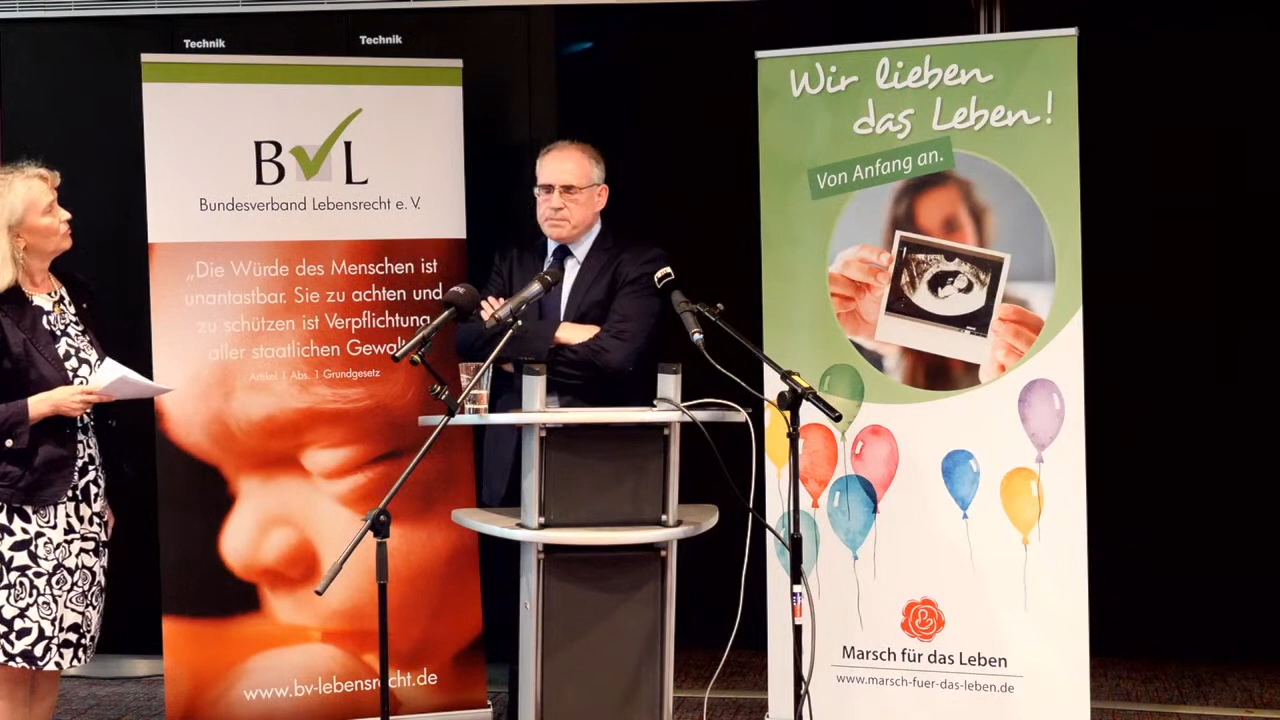 Technik
Technik
BVL
Bundesverband Lebensrecht e. V.
„Die Würde des Menschen ist
unantastbar. Sie zu achten und
zu schützen ist Verpflichtung
aller staatlichen
Artikel 1 Abs. 1 Grundgesetz
www.bv-lebensrecht.de
Wir lieben
das Leben!
Von Anfang an.
Marsch für das Leben
www.marsch-fuer-das-leben.de